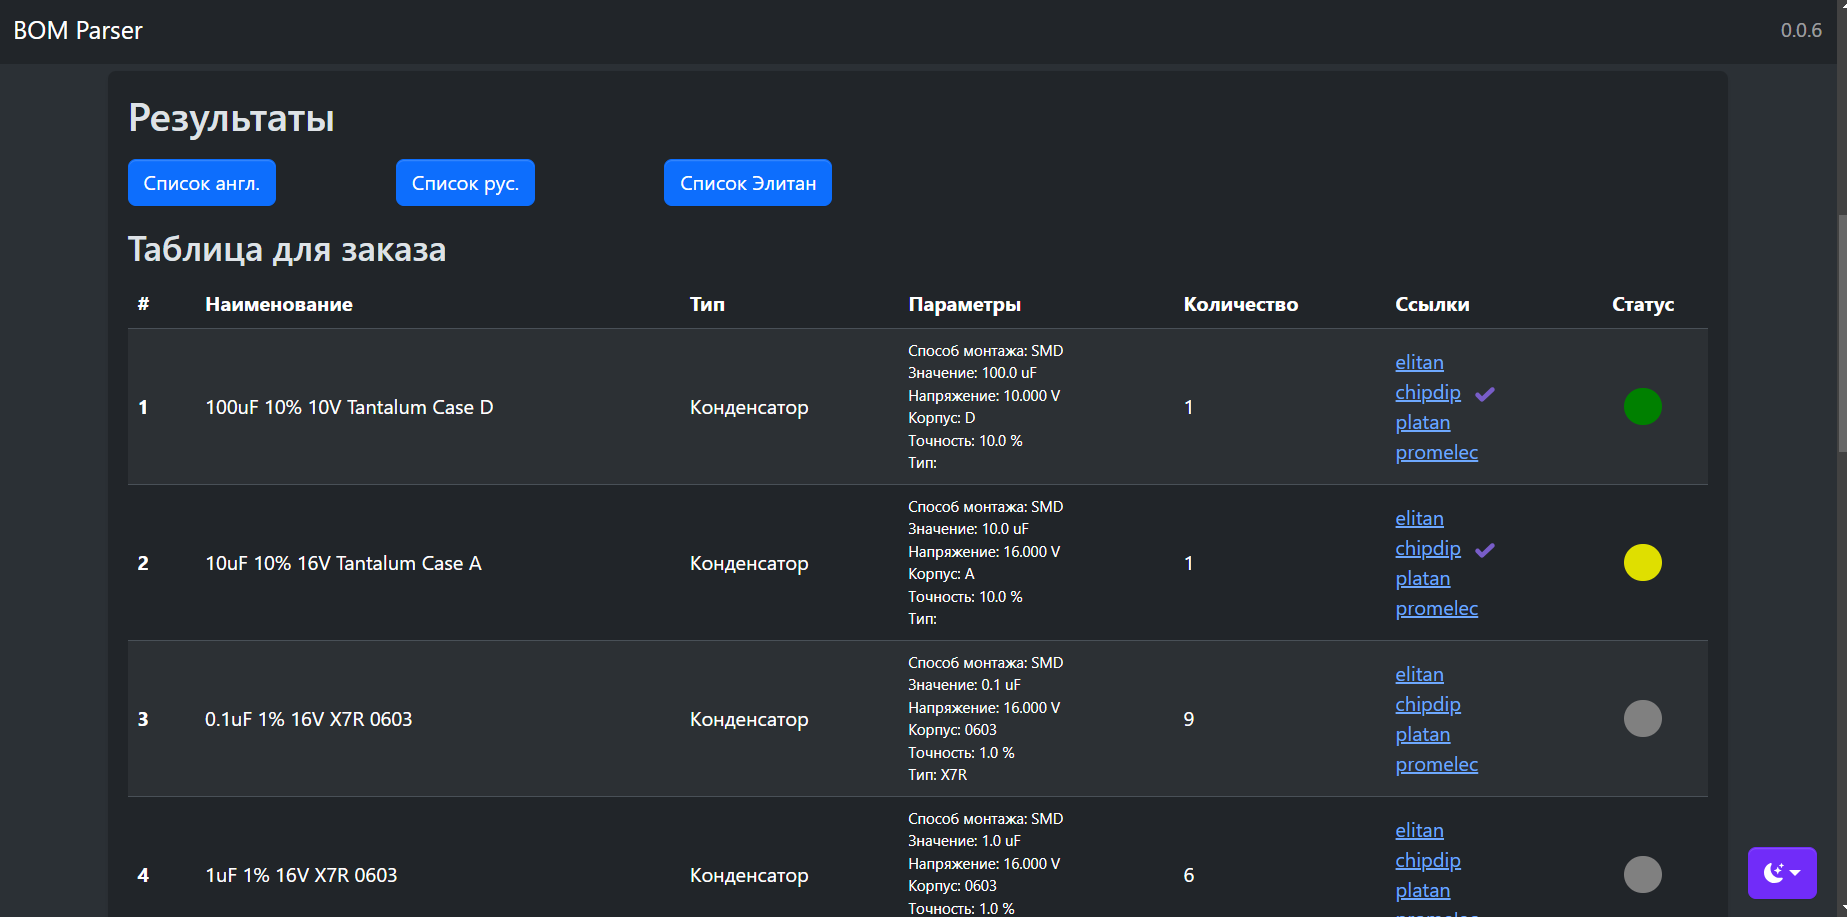 BOM Parser
0.0.6
Результаты
Список англ.
Список рус.
Список Элитан
Таблица для заказа
# Наименование Тип Параметры Количество Ссылки Статус
1
100uF 10% 10V Tantalum Case D
Конденсатор
Способ монтажа: SMD
Значение: 100.0 uF
Напряжение: 10.000 V
Корпус: D
Точность: 10.0 %
Тип:
1
elitan
chipdip
platan
promelec
2
10uF 10% 16V Tantalum Case A
Конденсатор
Способ монтажа: SMD
Значение: 10.0 uF
Напряжение: 16.000 V
Корпус: A
Точность: 10.0 %
Тип:
1
elitan
chipdip
platan
promelec
3
0.1uF 1% 16V X7R 0603
Конденсатор
Способ монтажа: SMD
Значение: 0.1 uF
Напряжение: 16.000 V
Корпус: 0603
Точность: 1.0 %
Тип: X7R
9
elitan
chipdip
platan
promelec
4
1uF 1% 16V X7R 0603
Конденсатор
Способ монтажа: SMD
Значение: 1.0 uF
Напряжение: 16.000 V
Корпус: 0603
Точность: 1.0 %
6
elitan
chipdip
platan